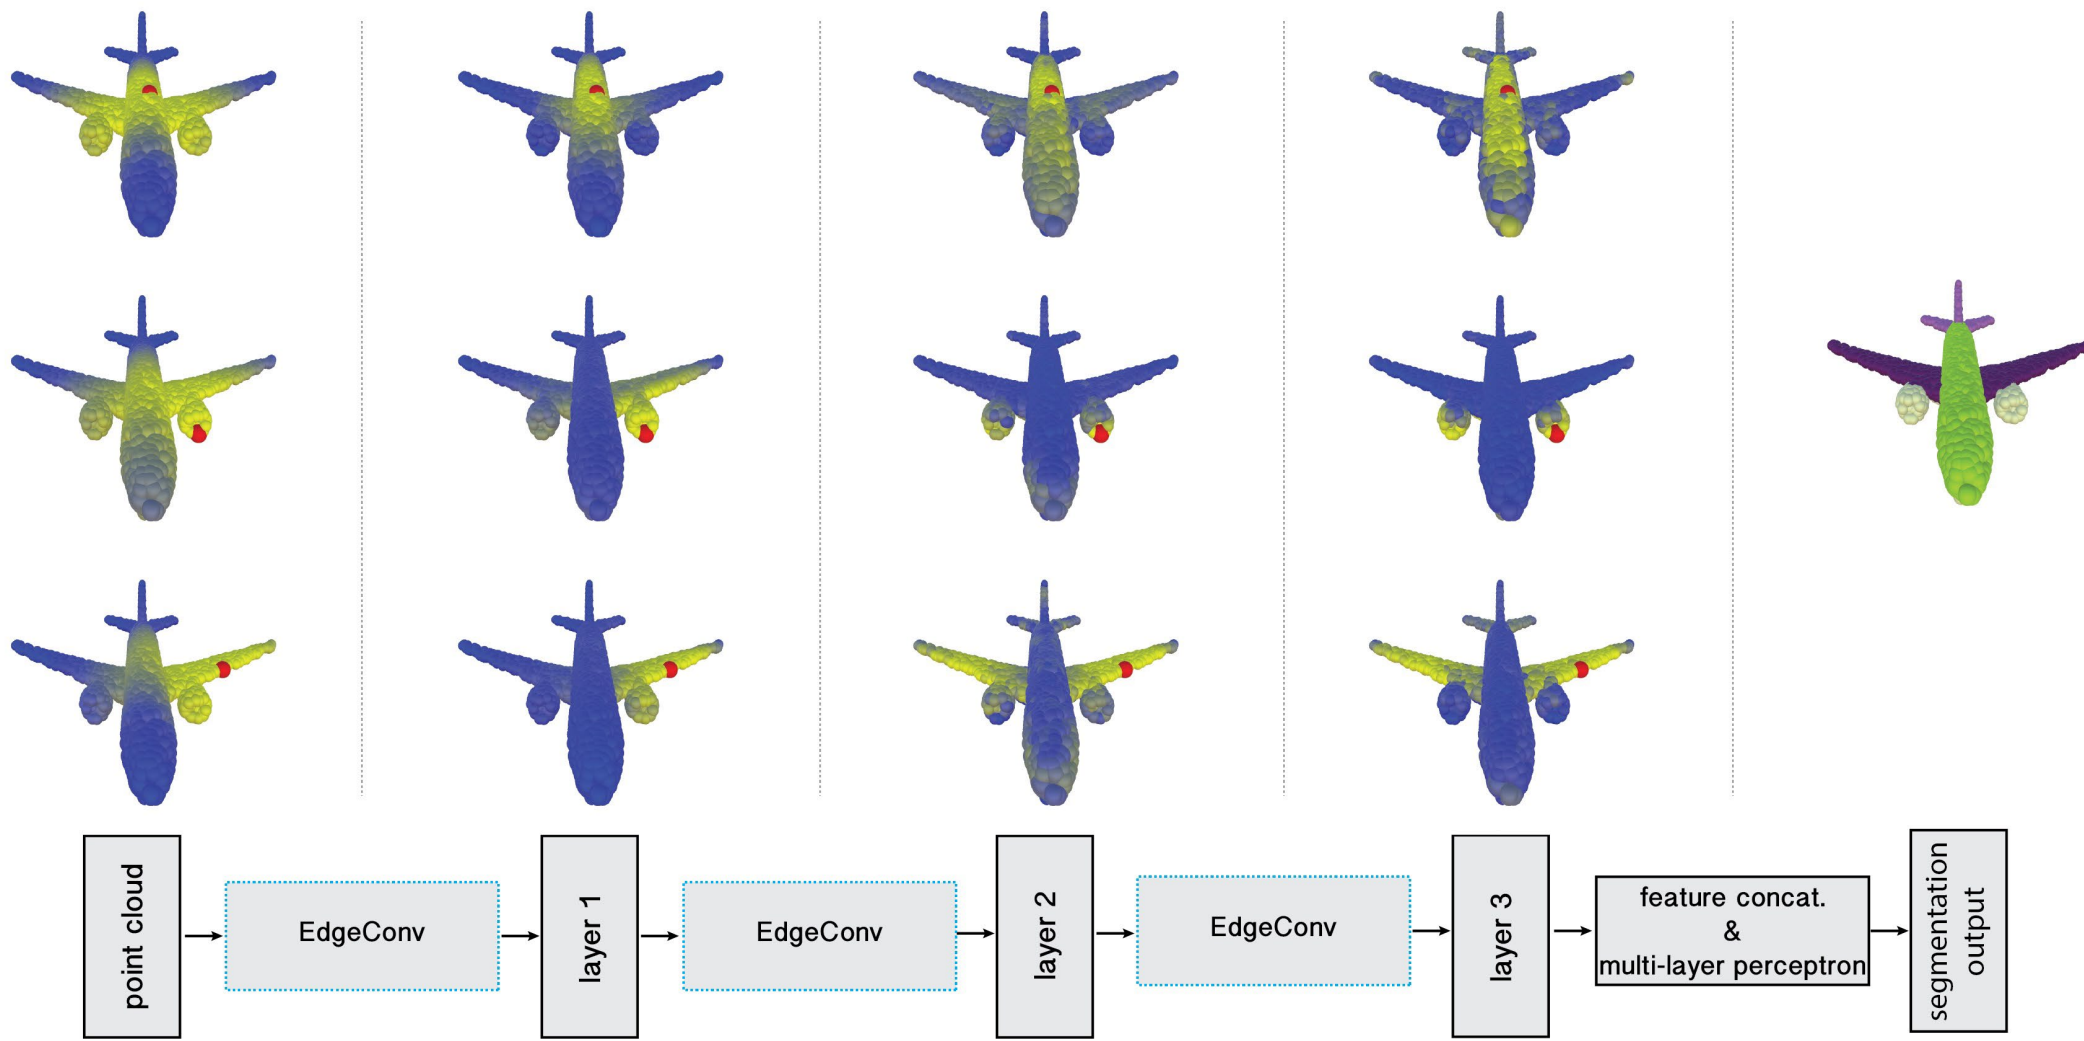 point cloud
EdgeConv
layer 1
EdgeConv
layer 2
EdgeConv
layer 3
feature concat.
&
multi-layer perceptron
segmentation
output